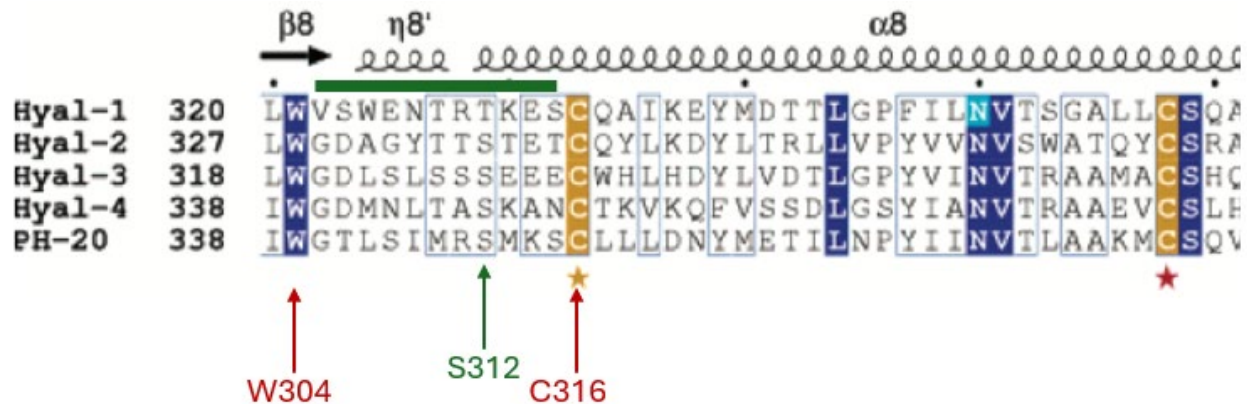 β8 η8' α8
Hyal-1 320 LWVSWENTRTKESCQAIKEYMDTTLGPFILNVTSGALLCSQA
Hyal-2 327 LWGDAGYTTSTETCQYLKDYLTRLLVPYVVNVSWATQYCSRA
Hyal-3 318 LWGDLSLSSSEEECWHLHDYLVDTLGPYVINVTRAAMACSHQ
Hyal-4 338 IWGDMNLTASKANCTKVKQFVSSDLGSYIANVTRAAEVCSLH
PH-20 338 IWGTLSIMRSMKSCLLLDNYMETILNPYIINVTLAAKMCSQV
S312
W304 C316